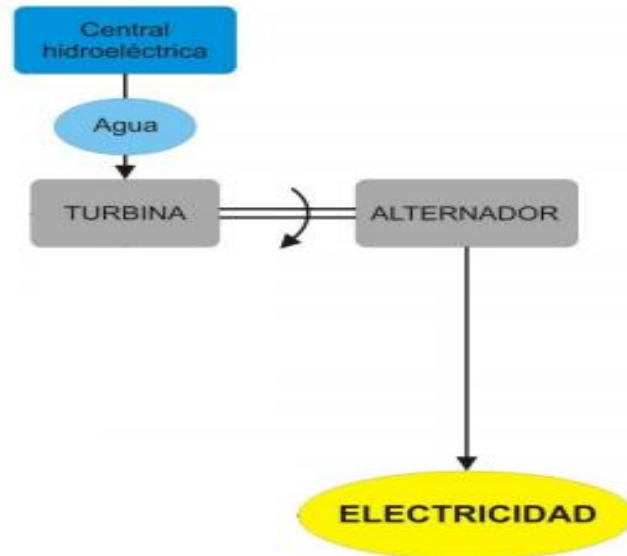 Central
hidroeléctrica
Agua
TURBINA
ALTERNADOR
ELECTRICIDAD